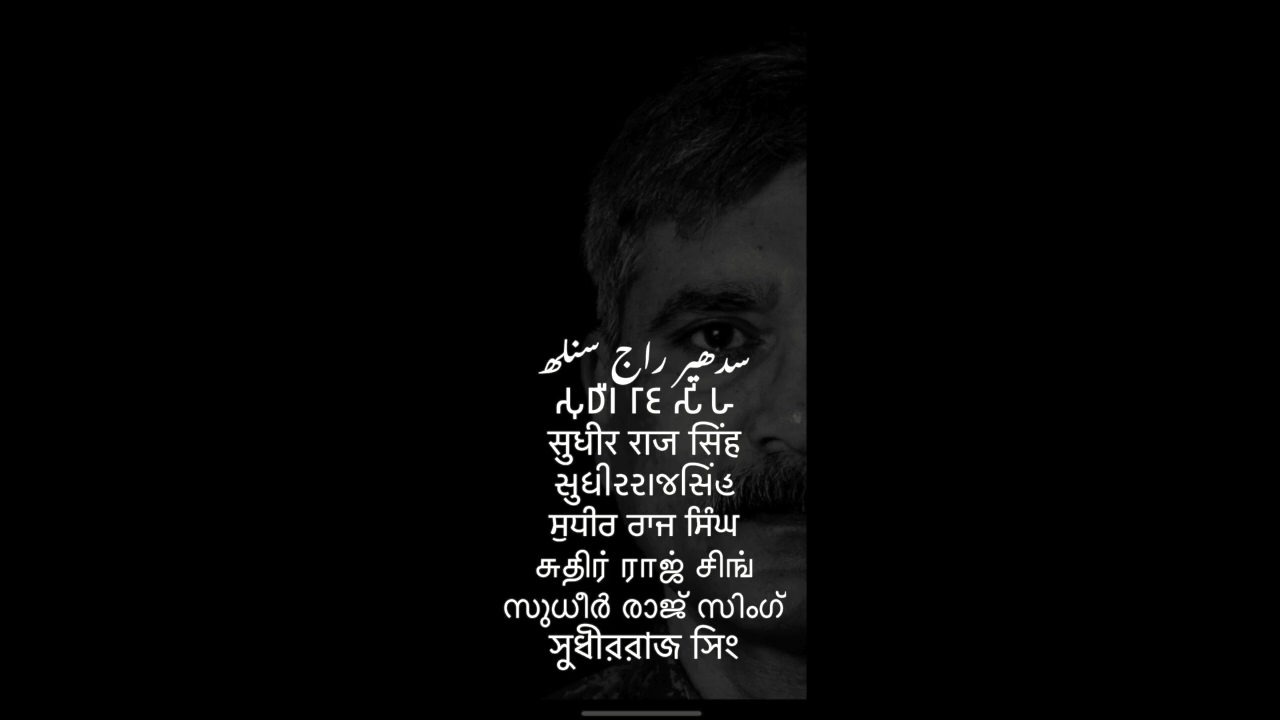 سدھیر راج سنلھ
सुधीर राज सिंह
સુધીરરાજસિંહ
ਸੁਧੀਰ ਰਾਜ ਸਿੰਘ
சுதிர் ராஜ் சிங்
സുധീർ രാജ് സിംഗ്
সুধীররাজ সিং